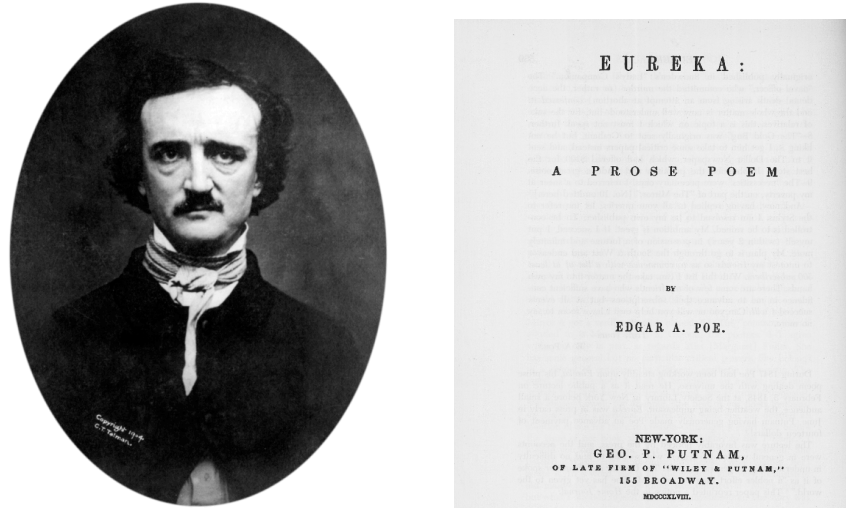 Copyright 1904
C.T. Tatman.
EUREKA:
A PROSE POEM
BY
EDGAR A. POE.
NEW-YORK:
GEO. P. PUTNAM,
OF LATE FIRM OF "WILEY & PUTNAM,"
155 BROADWAY.
MDCCCXLVIII.